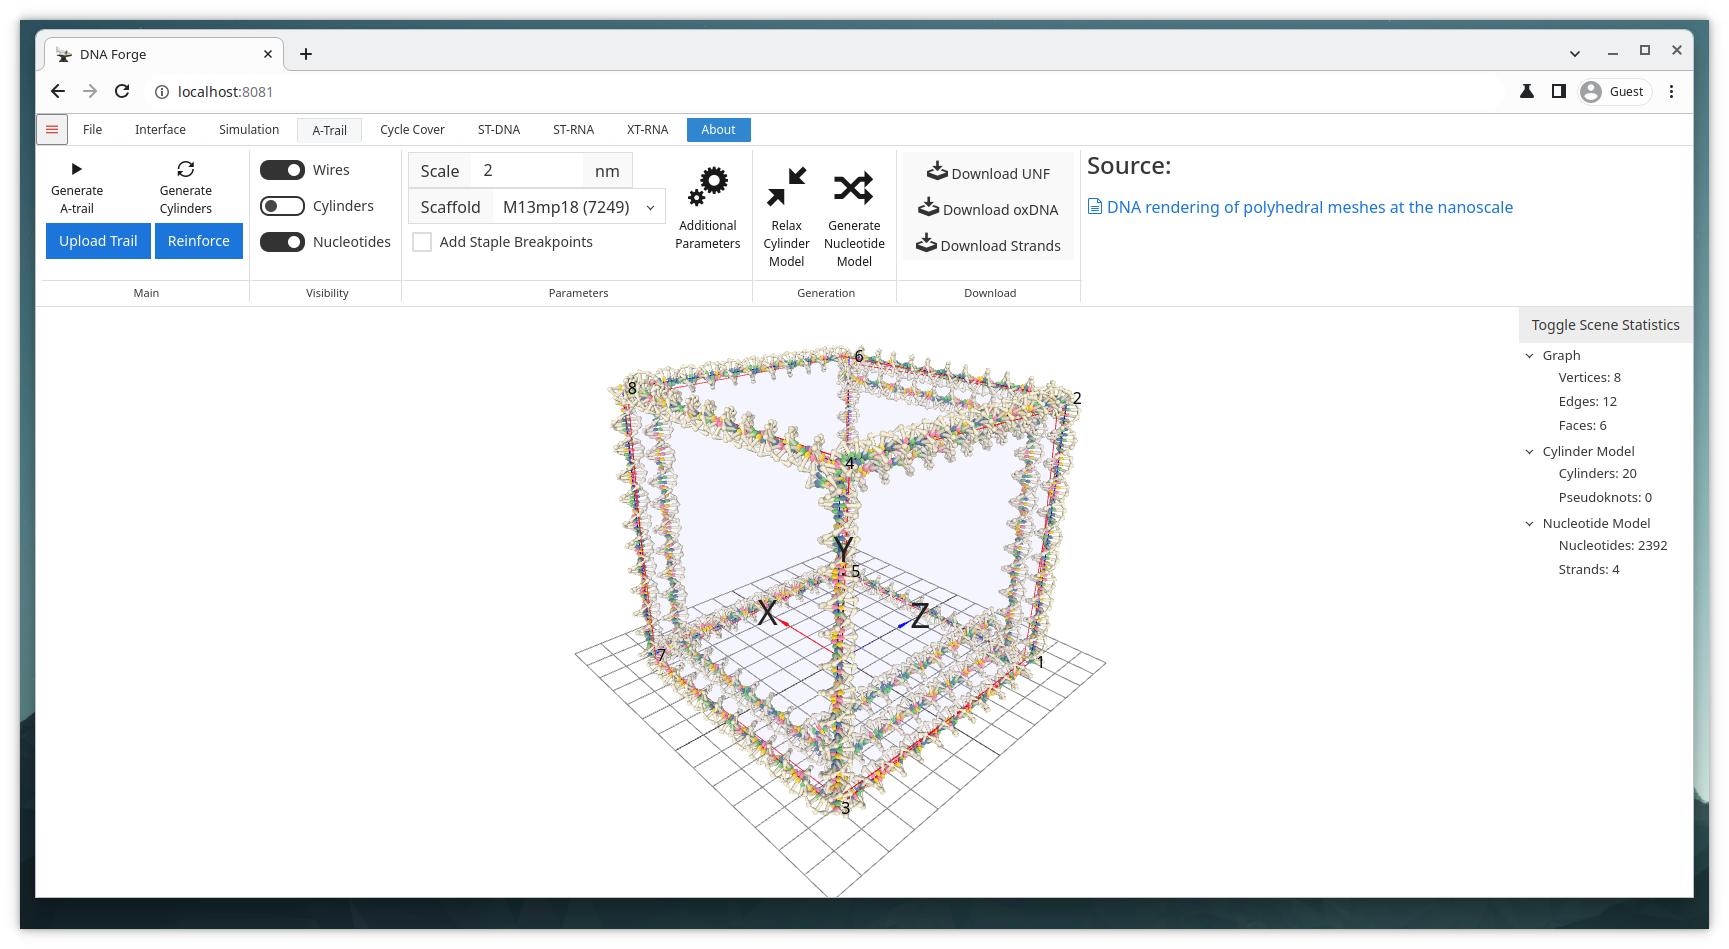 DNA Forge
localhost:8081
Guest
File Interface Simulation A-Trail Cycle Cover ST-DNA ST-RNA XT-RNA About
Generate
A-trail
Generate
Cylinders
Upload Trail Reinforce
Main
Wires
Cylinders
Nucleotides
Visibility
Scale 2 nm
Scaffold M13mp18 (7249)
Add Staple Breakpoints
Additional
Parameters
Parameters
Relax
Cylinder
Model
Generate
Nucleotide
Model
Generation
Download UNF
Download oxDNA
Download Strands
Download
Source:
DNA rendering of polyhedral meshes at the nanoscale
Toggle Scene Statistics
Graph
Vertices: 8
Edges: 12
Faces: 6
Cylinder Model
Cylinders: 20
Pseudoknots: 0
Nucleotide Model
Nucleotides: 2392
Strands: 4
6
8
2
4
Y
5
X
Z
7
1
3